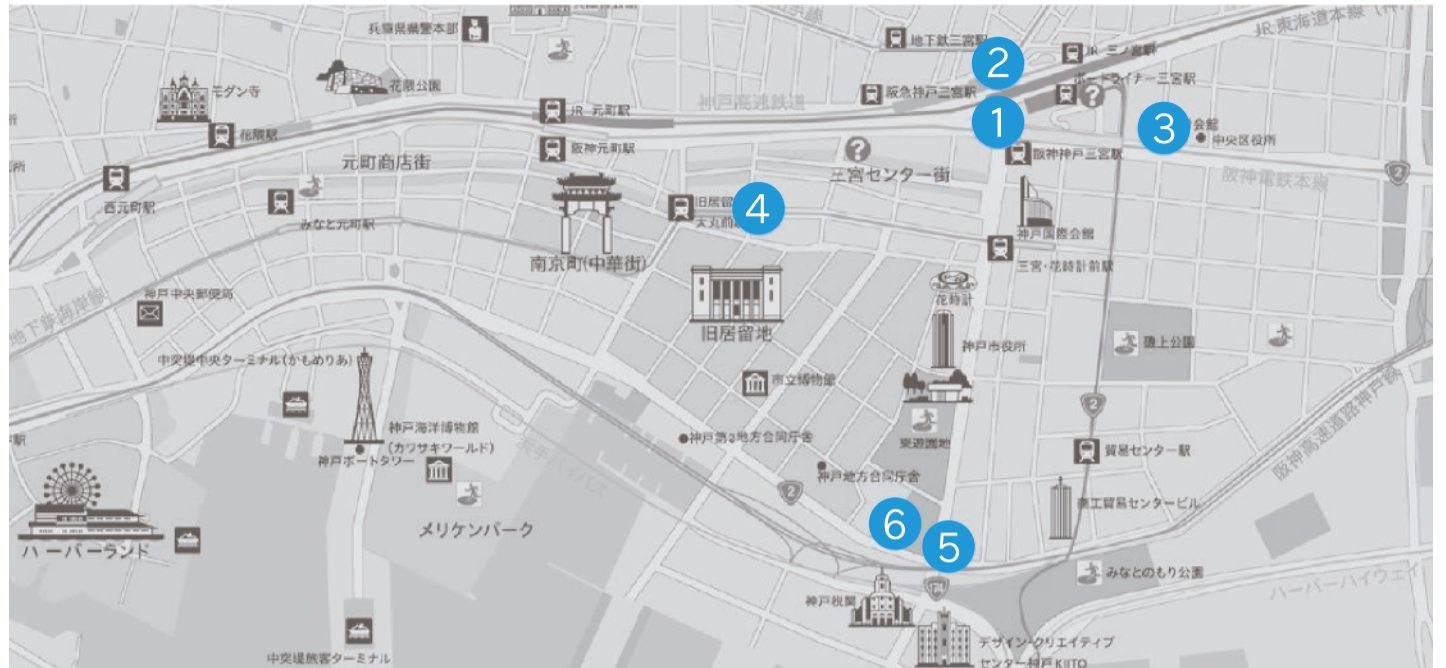 兵庫県警本部
地下鉄三宮駅
JR 三ノ宮駅
JR東海道本線(神
2
モダン寺
花隈公園
阪急神戸三宮駅
ポートライナー三宮駅
神戸高速鉄道
JR 元町駅
1
3
会館
中央区役所
花隈駅
阪神元町駅
元町商店街
三宮センター街
阪神神戸三宮駅
阪神電鉄本線
2
西元町駅
みなと元町駅
旧居留
大丸前
4
神戸国際会館
三宮・花時計前駅
南京町(中華街)
花時計
地下鉄海岸線
神戸中央郵便局
旧居留地
神戸市役所
磯上公園
中突堤中央ターミナル(かもめりあ)
市立博物館
2
阪神高速道路神戸線
神戸海洋博物館
(カワサキワールド)
神戸ポートタワー
神戸第2地方合同庁舎
東遊園地
貿易センター駅
浜手バイパス
神戸地方合同庁舎
2
商工貿易センタービル
メリケンパーク
6
5
ハーバーランド
みなとのもり公園
ハーバーハイウェイ
神戸税関
中突堤旅客ターミナル
デザイン・クリエイティブ
センター神戸 KIITO